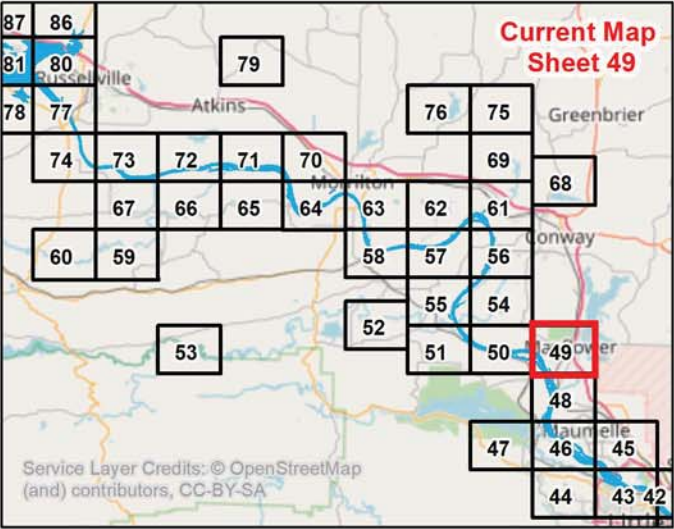 87 86
Current Map
Sheet 49
81 80
79
Russellville
Atkins
78 77
76 75
Greenbrier
74 73 72 71 70
69
68
Morrilton
67 66 65 64 63 62 61
Conway
60 59
58 57 56
55 54
52
53
51 50 49
Mayflower
48
Maumelle
47 46 45
Service Layer Credits: © OpenStreetMap
(and) contributors, CC-BY-SA
44 43 42